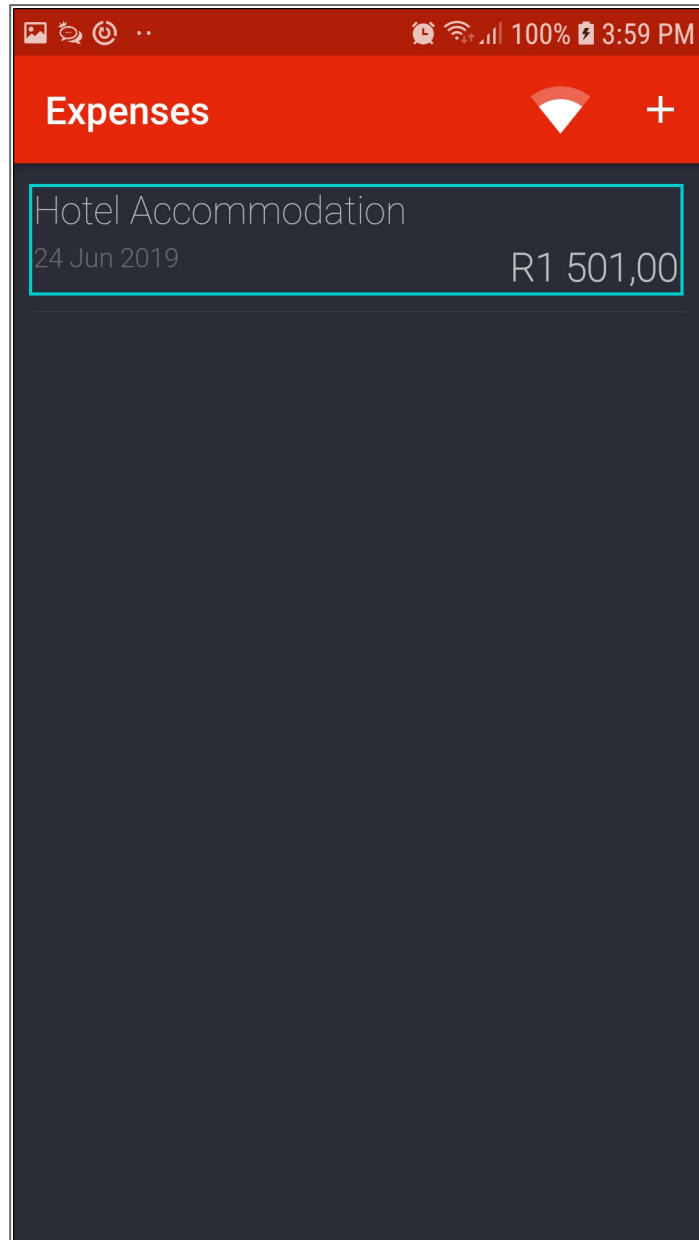 100% 3:59 PM
Expenses +
Hotel Accommodation
24 Jun 2019
R1 501,00